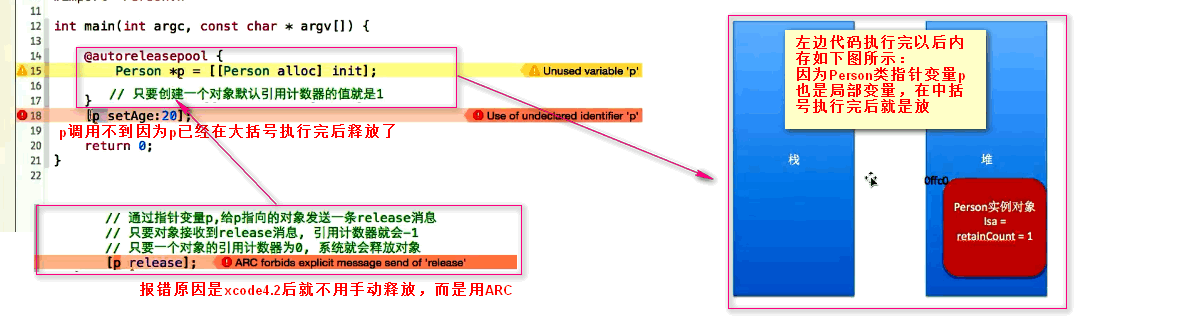 11
12 int main(int argc, const char * argv[]) {
13
14 @autoreleasepool {
15 Person *p = [[Person alloc] init];
Unused variable 'p'
// 只要创建一个对象默认引用计数器的值就是1
}
18 [p setAge:20];
Use of undeclared identifier 'p'
p调用不到因为p已经在大括号执行完后释放了
20 return 0;
21 }
22
// 通过指针变量p,给p指向的对象发送一条release消息
// 只要对象接收到release消息, 引用计数器就会-1
// 只要一个对象的引用计数器为0, 系统就会释放对象
[p release];
ARC forbids explicit message send of 'release'
报错原因是xcode4.2后就不用手动释放，而是用ARC
左边代码执行完以后内
存如下图所示：
因为Person类指针变量p
也是局部变量，在中括
号执行完后就是放
栈
堆
0ffc0
Person实例对象
Isa =
retainCount = 1